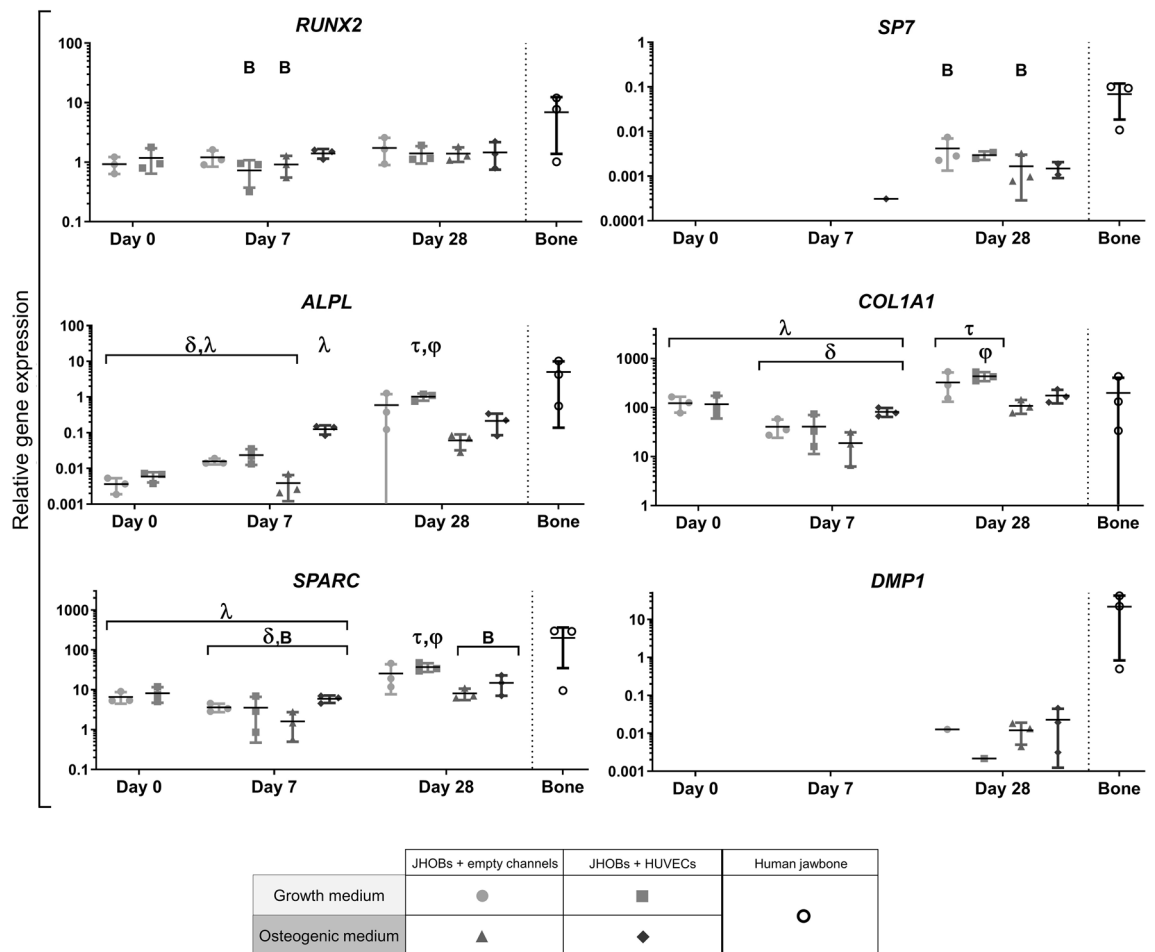 Relative gene expression
RUNX2
100
10
1
0.1
B B
Day 0 Day 7 Day 28 Bone
SP7
1
0.1
0.01
0.001
0.0001
B B
Day 0 Day 7 Day 28 Bone
ALPL
100
10
1
0.1
0.01
0.001
δ,λ λ τ,φ
Day 0 Day 7 Day 28 Bone
COL1A1
1000
100
10
1
λ τ
δ φ
Day 0 Day 7 Day 28 Bone
SPARC
1000
100
10
1
0.1
λ
δ,B τ,φ B
Day 0 Day 7 Day 28 Bone
DMP1
10
1
0.1
0.01
0.001
Day 0 Day 7 Day 28 Bone
JHOBs + empty channels JHOBs + HUVECs Human jawbone
Growth medium
Osteogenic medium